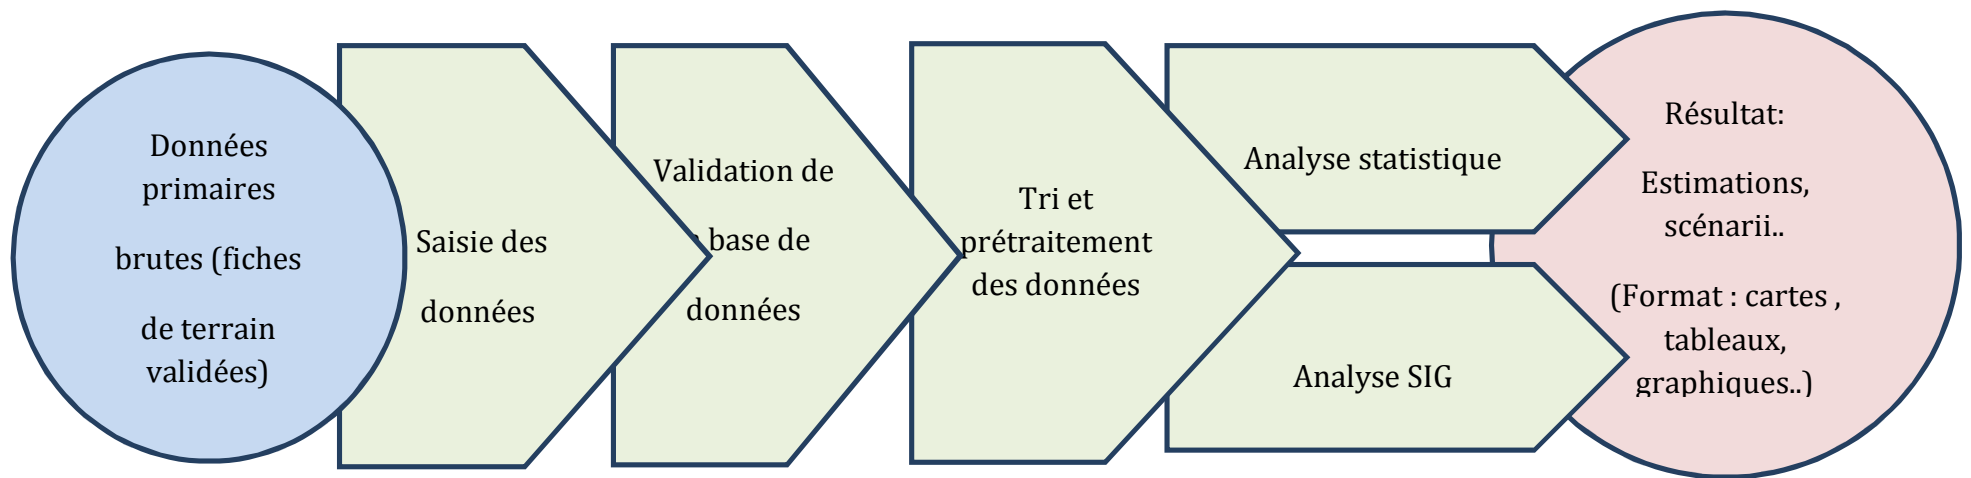 Données
primaires
brutes (fiches
de terrain
validées)
Saisie des
données
Validation de
base de
données
Tri et
prétraitement
des données
Analyse statistique
Analyse SIG
Résultat:
Estimations,
scénarii..
(Format : cartes ,
tableaux,
graphiques..)